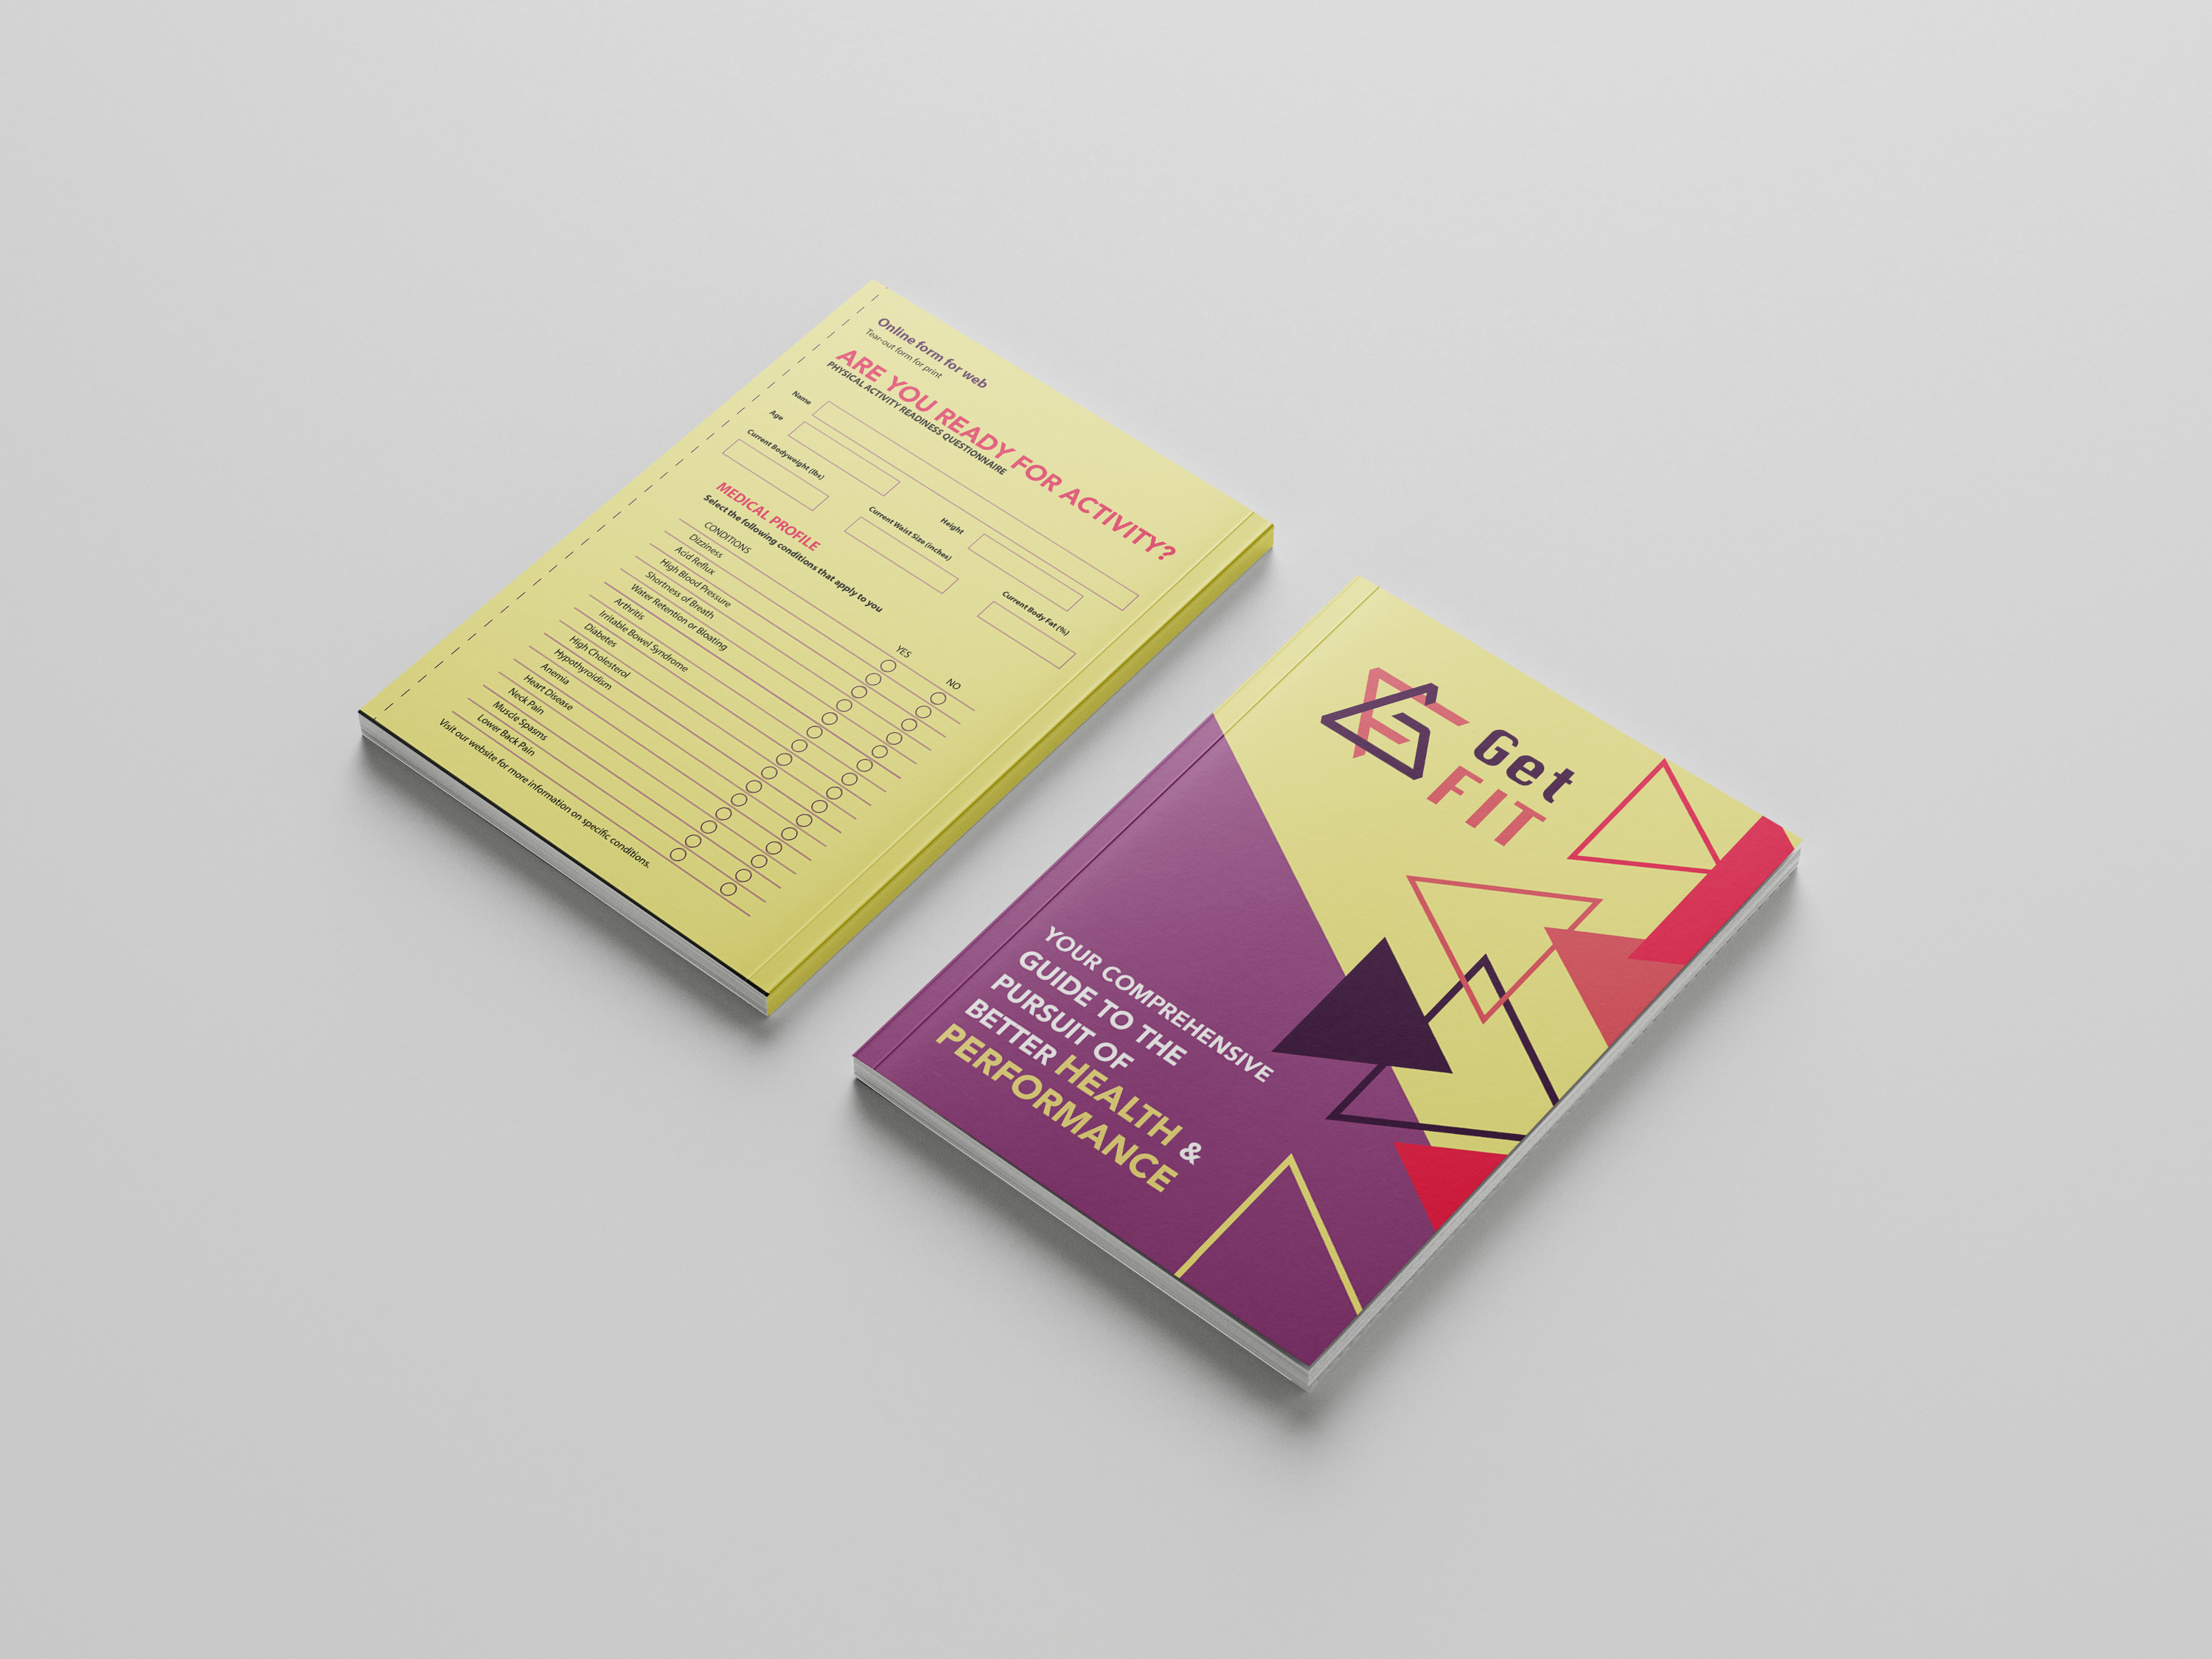 Online form for web
Tear-out form for print
ARE YOU READY FOR ACTIVITY?
PHYSICAL ACTIVITY READINESS QUESTIONNAIRE
Name
Age
Height
Current Bodyweight (lbs)
Current Waist Size (inches)
Current Body Fat (%)
MEDICAL PROFILE
Select the following conditions that apply to you
CONDITIONS YES NO
Dizziness
Acid Reflux
High Blood Pressure
Shortness of Breath
Water Retention or Bloating
Arthritis
Irritable Bowel Syndrome
Diabetes
High Cholesterol
Hypothyroidism
Anemia
Heart Disease
Neck Pain
Muscle Spasms
Lower Back Pain
Visit our website for more information on specific conditions.
Get
FIT
YOUR COMPREHENSIVE
GUIDE TO THE
PURSUIT OF
BETTER HEALTH &
PERFORMANCE